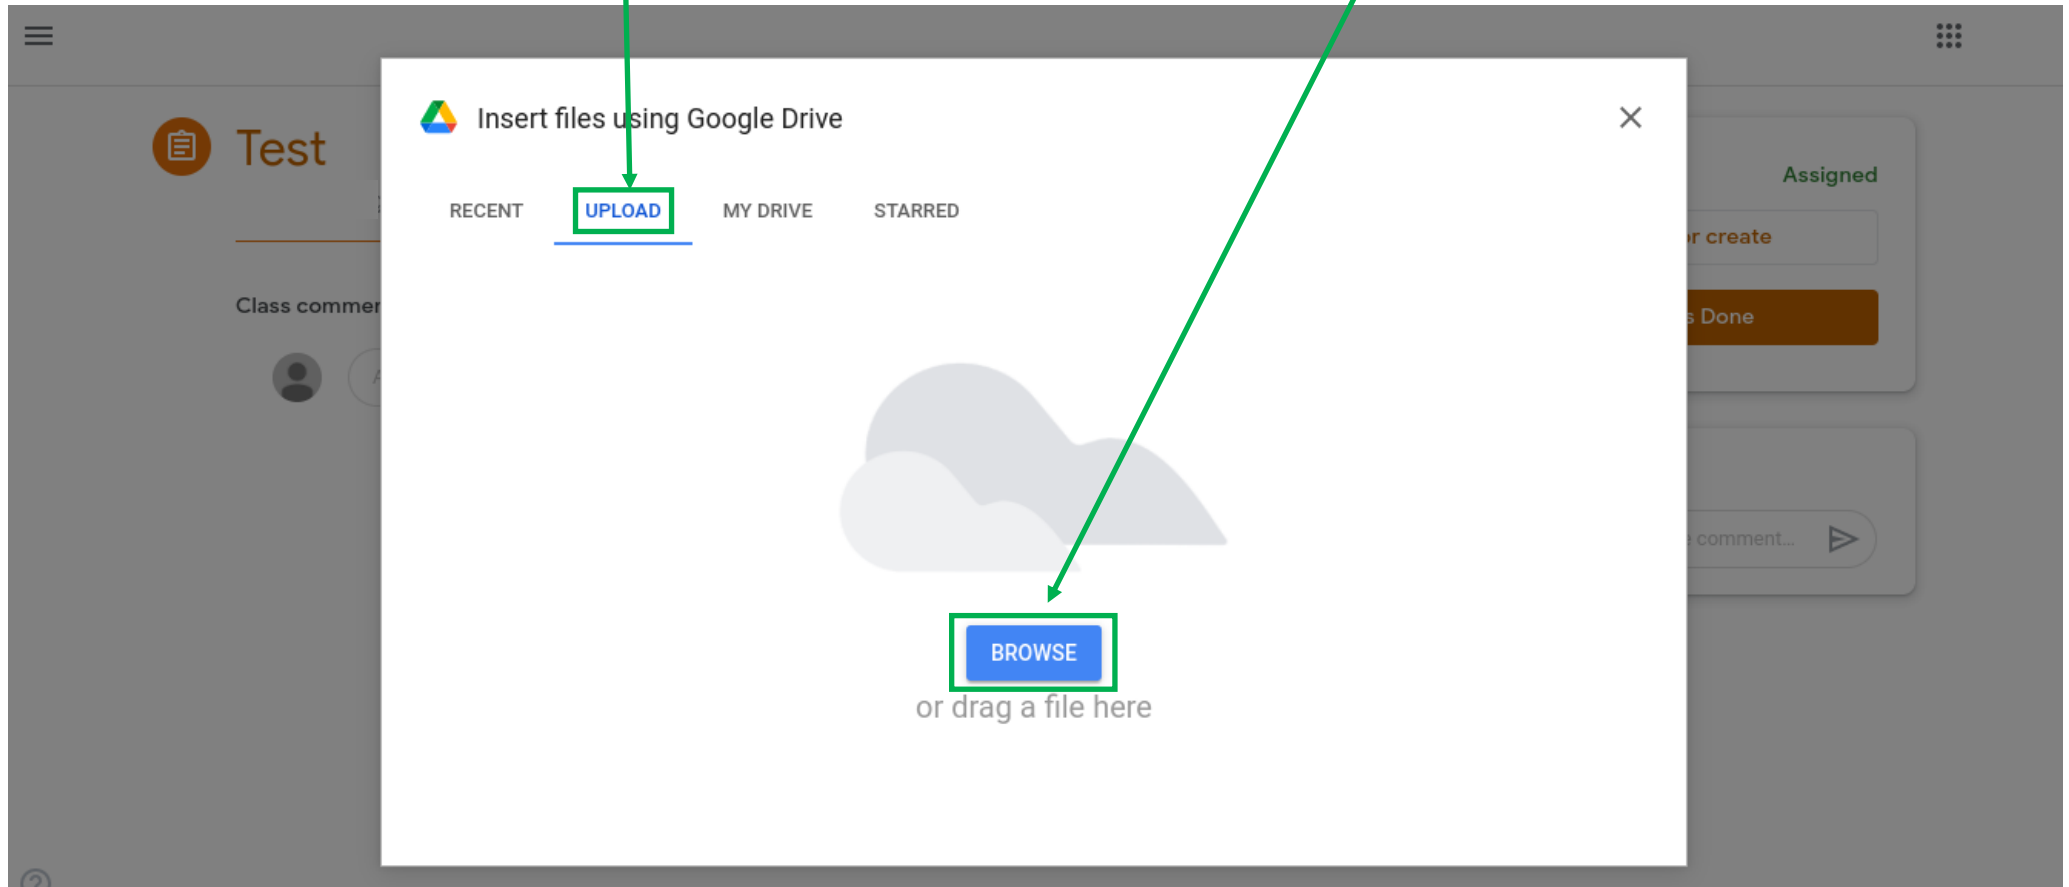 Insert files using Google Drive
Test
Assigned
RECENT UPLOAD MY DRIVE STARRED
or create
Class
Done
BROWSE
comment...
or drag a file here